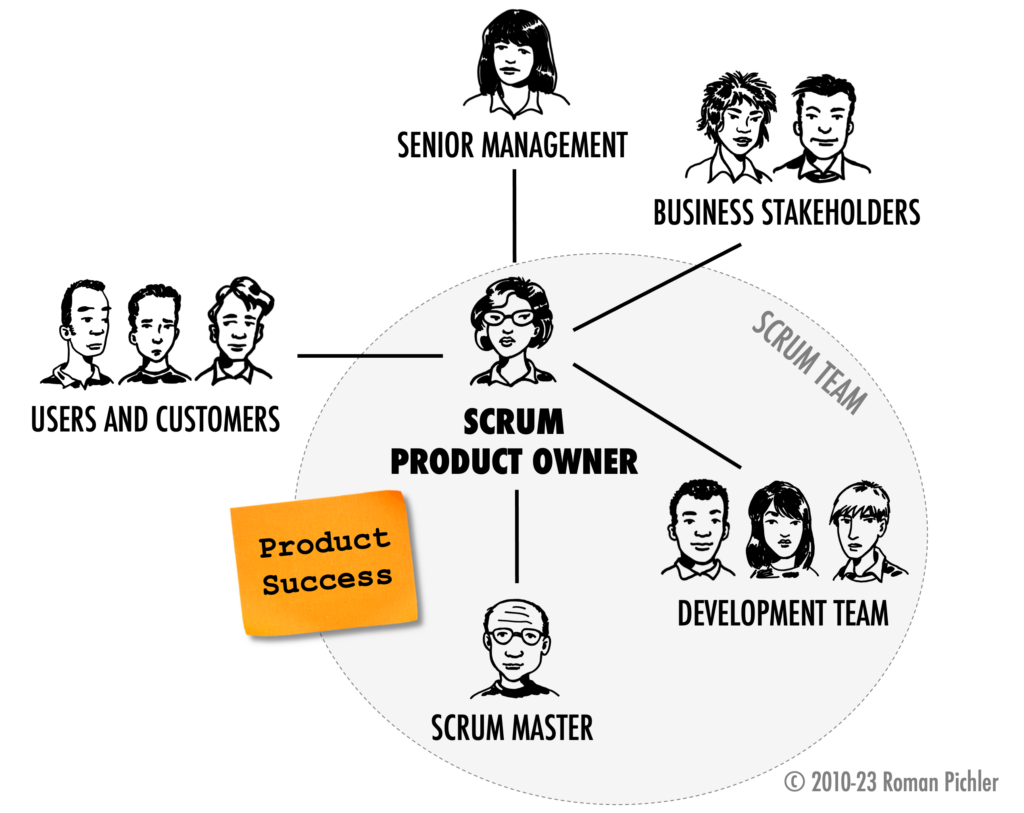 SENIOR MANAGEMENT
BUSINESS STAKEHOLDERS
SCRUM TEAM
USERS AND CUSTOMERS
SCRUM
PRODUCT OWNER
Product
Success
DEVELOPMENT TEAM
SCRUM MASTER
© 2010-23 Roman Pichler